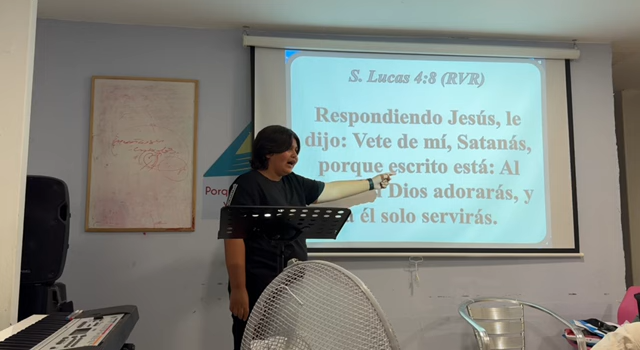 S. Lucas 4:8 (RVR)
Respondiendo Jesús, le
dijo: Vete de mí, Satanás,
porque escrito está: Al
Dios adorarás, y
a él solo servirás.
Porqu